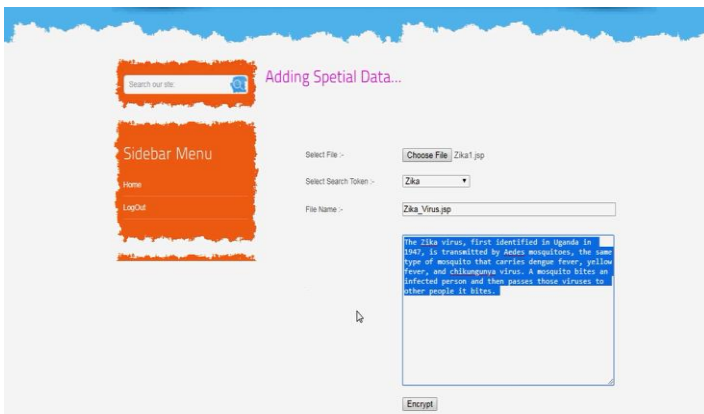 Search our site.
Adding Spetial Data...
Sidebar Menu
Home
LogOut
Select File :-
Choose File Zika1.jsp
Select Search Token :-
Zika
File Name :-
Zika_Virus.jsp
The Zika virus, first identified in Uganda in
1947, is transmitted by Aedes mosquitoes, the same
type of mosquito that carries dengue fever, yellow
fever, and chikungunya virus. A mosquito bites an
infected person and then passes those viruses to
other people it bites.
Encrypt